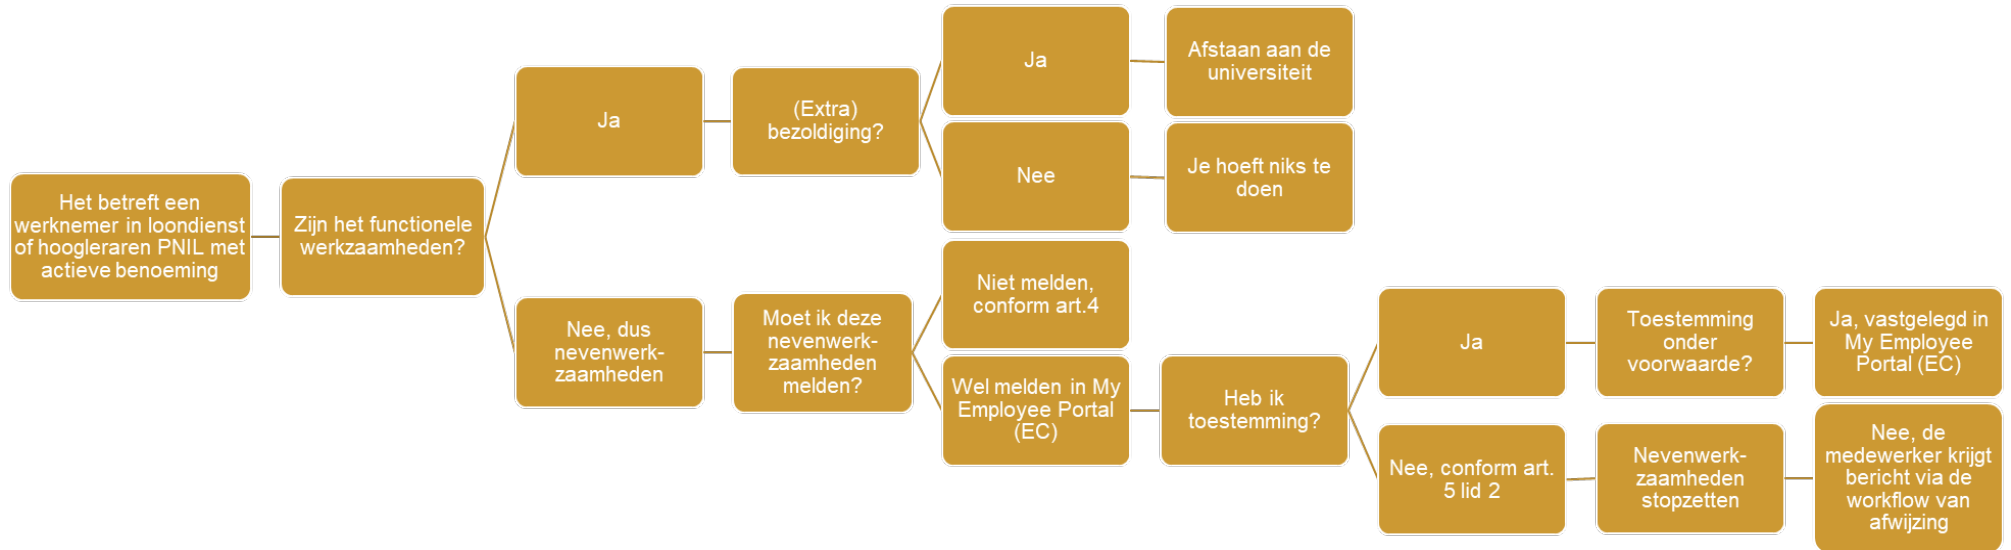 Het betreft een
werknemer in loondienst
of hoogleraren PNIL met
actieve benoeming
Zijn het functionele
werkzaamheden?
Ja
(Extra)
bezoldiging?
Ja
Afstaan aan de
universiteit
Nee
Je hoeft niks te
doen
Nee, dus
nevenwerk-
zaamheden
Moet ik deze
nevenwerk-
zaamheden
melden?
Niet melden,
conform art.4
Wel melden in My
Employee Portal
(EC)
Heb ik
toestemming?
Ja
Toestemming
onder
voorwaarde?
Ja, vastgelegd in
My Employee
Portal (EC)
Nee, conform art.
5 lid 2
Nevenwerk-
zaamheden
stopzetten
Nee, de
medewerker krijgt
bericht via de
workflow van
afwijzing